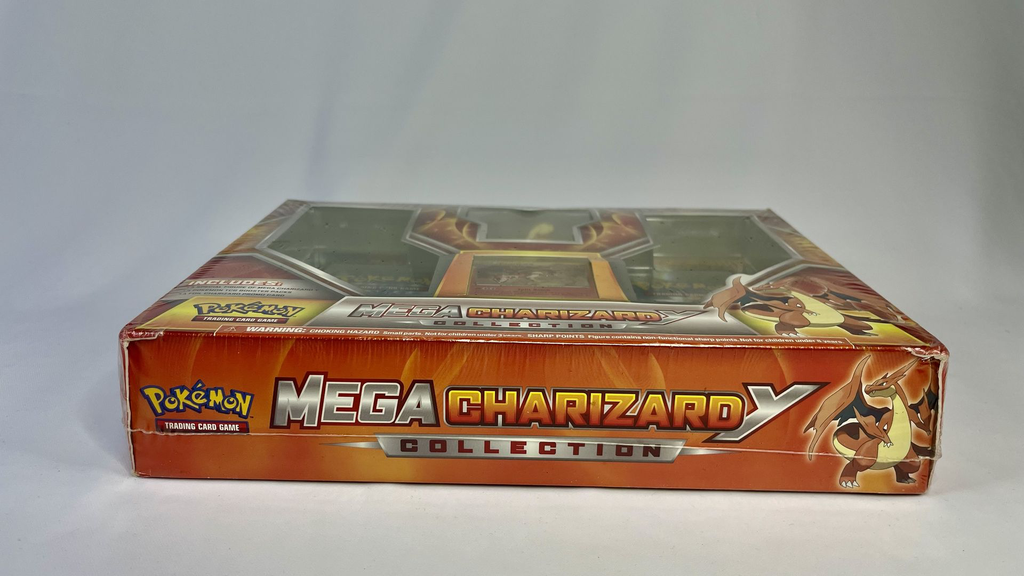 INCLUDES:
POKÉMON
TRADING CARD GAME
MEGA CHARIZARD Y
COLLECTION
WARNING: CHOKING HAZARD Small parts. Not for children under 3 years. SHARP POINTS. Figure contains non-functional sharp points. Not for children under 6 years.
POKÉMON
TRADING CARD GAME
MEGA CHARIZARD Y
COLLECTION